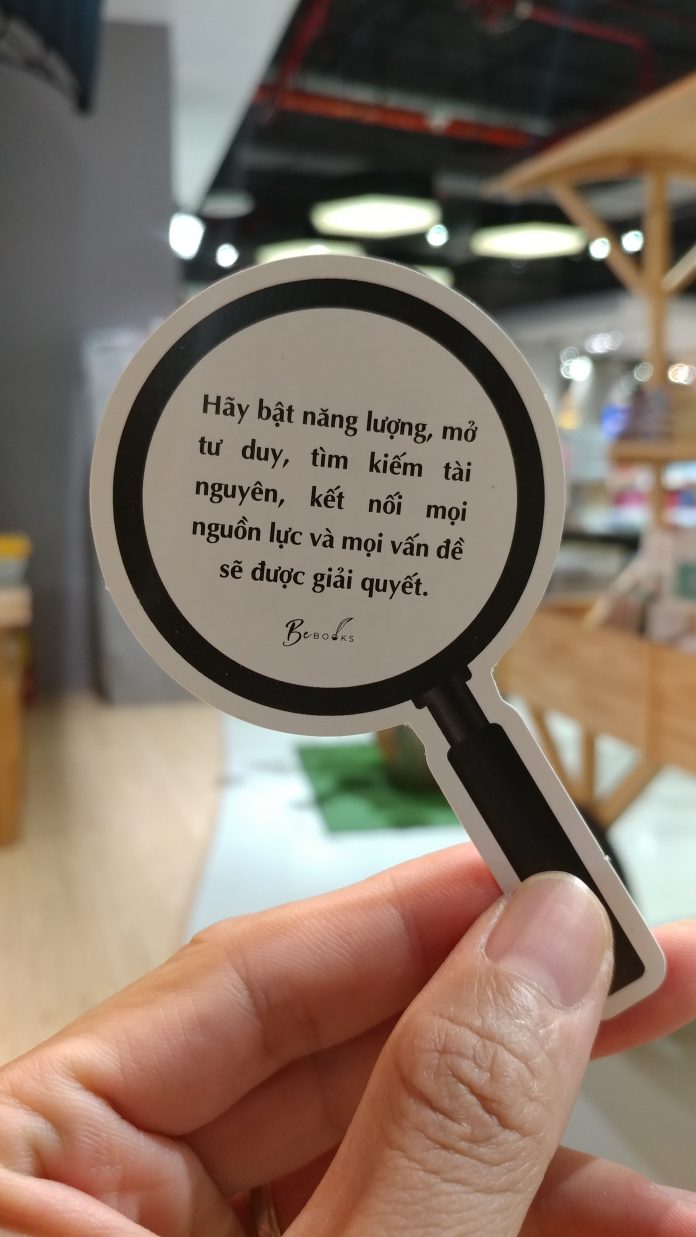 Hãy bật năng lượng, mở
tư duy, tìm kiếm tài
nguyên, kết nối mọi
nguồn lực và mọi vấn đề
sẽ được giải quyết.
BeBOOKS